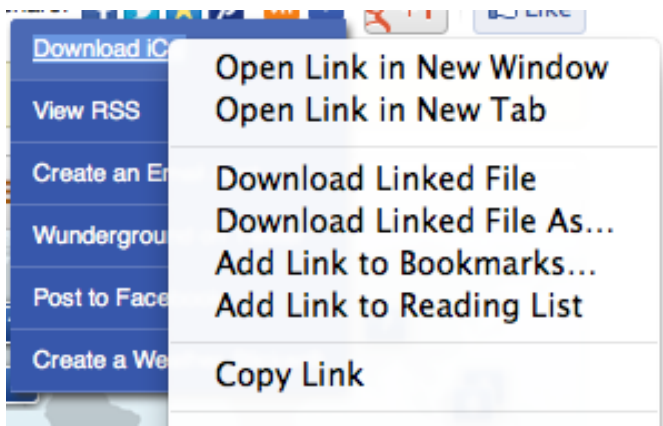 +1
Like
Download iC
View RSS
Create an E
Wundergrou
Post to Face
Create a We
Open Link in New Window
Open Link in New Tab
Download Linked File
Download Linked File As...
Add Link to Bookmarks...
Add Link to Reading List
Copy Link